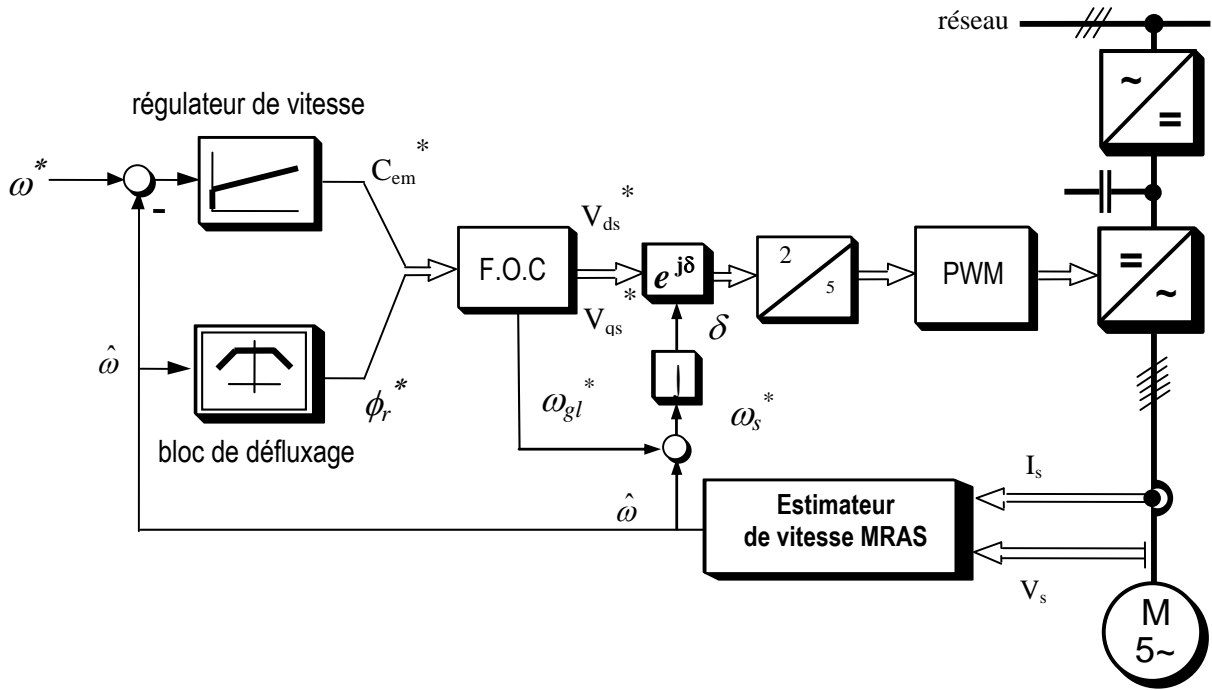 réseau
~
=
régulateur de vitesse
ω*
-
C_em*
F.O.C
V_ds*
V_qs*
e^jδ
2
5
PWM
=
~
δ
ω̂
ϕ_r*
ω_gl*
ω_s*
bloc de défluxage
ω̂
Estimateur
de vitesse MRAS
I_s
V_s
M
5~